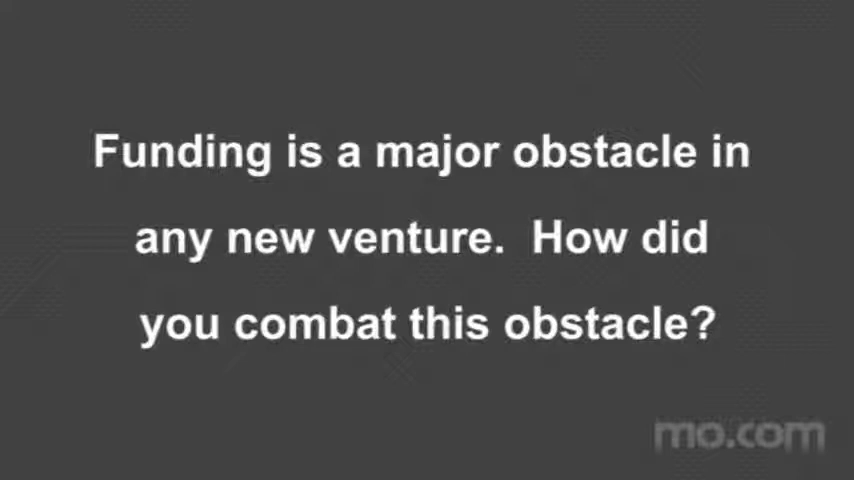 Funding is a major obstacle in
any new venture.  How did
you combat this obstacle?
mo.com